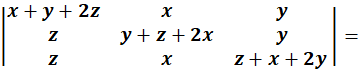 | x + y + 2z x y |
| z y + z + 2x y | =
| z x z + x + 2y |